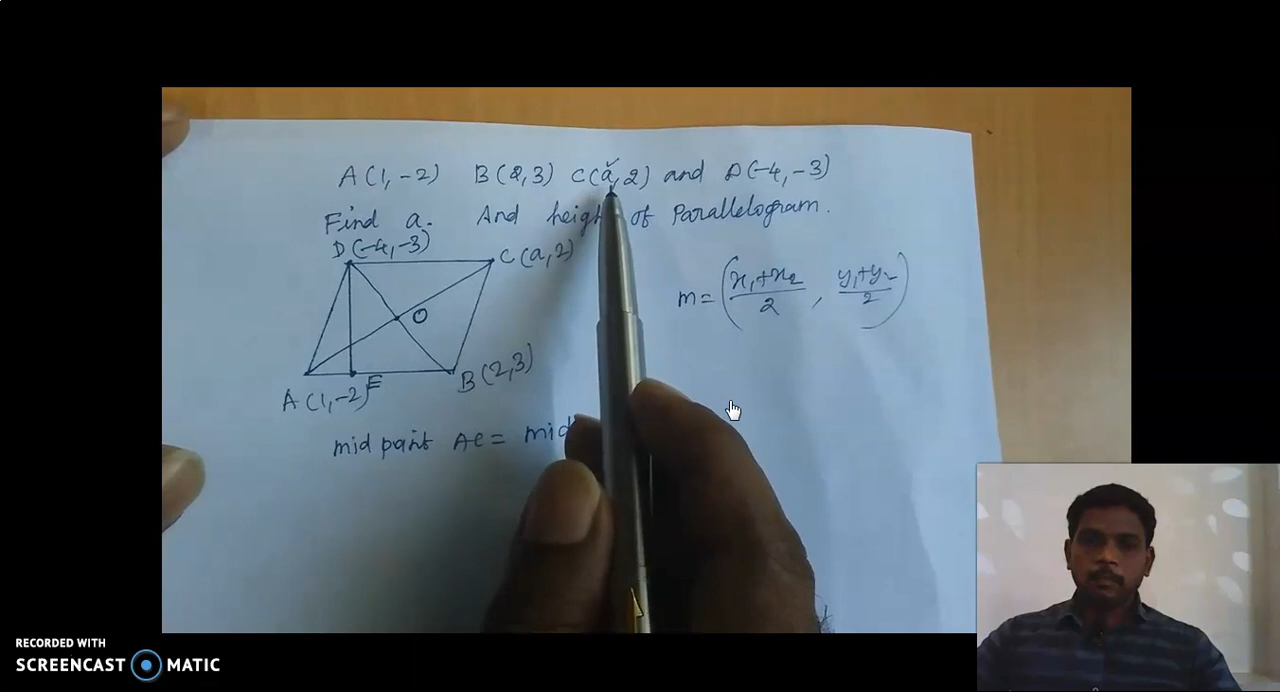 A(1,-2) B(2,3) C(a,2) and D(-4,-3)
Find a. And height of Parallelogram.
D(-4,-3)
C(a,2)
m=(x₁+x₂/2, y₁+y₂/2)
O
E
B(2,3)
A(1,-2)
mid point AC= mid
RECORDED WITH
SCREENCAST MATIC